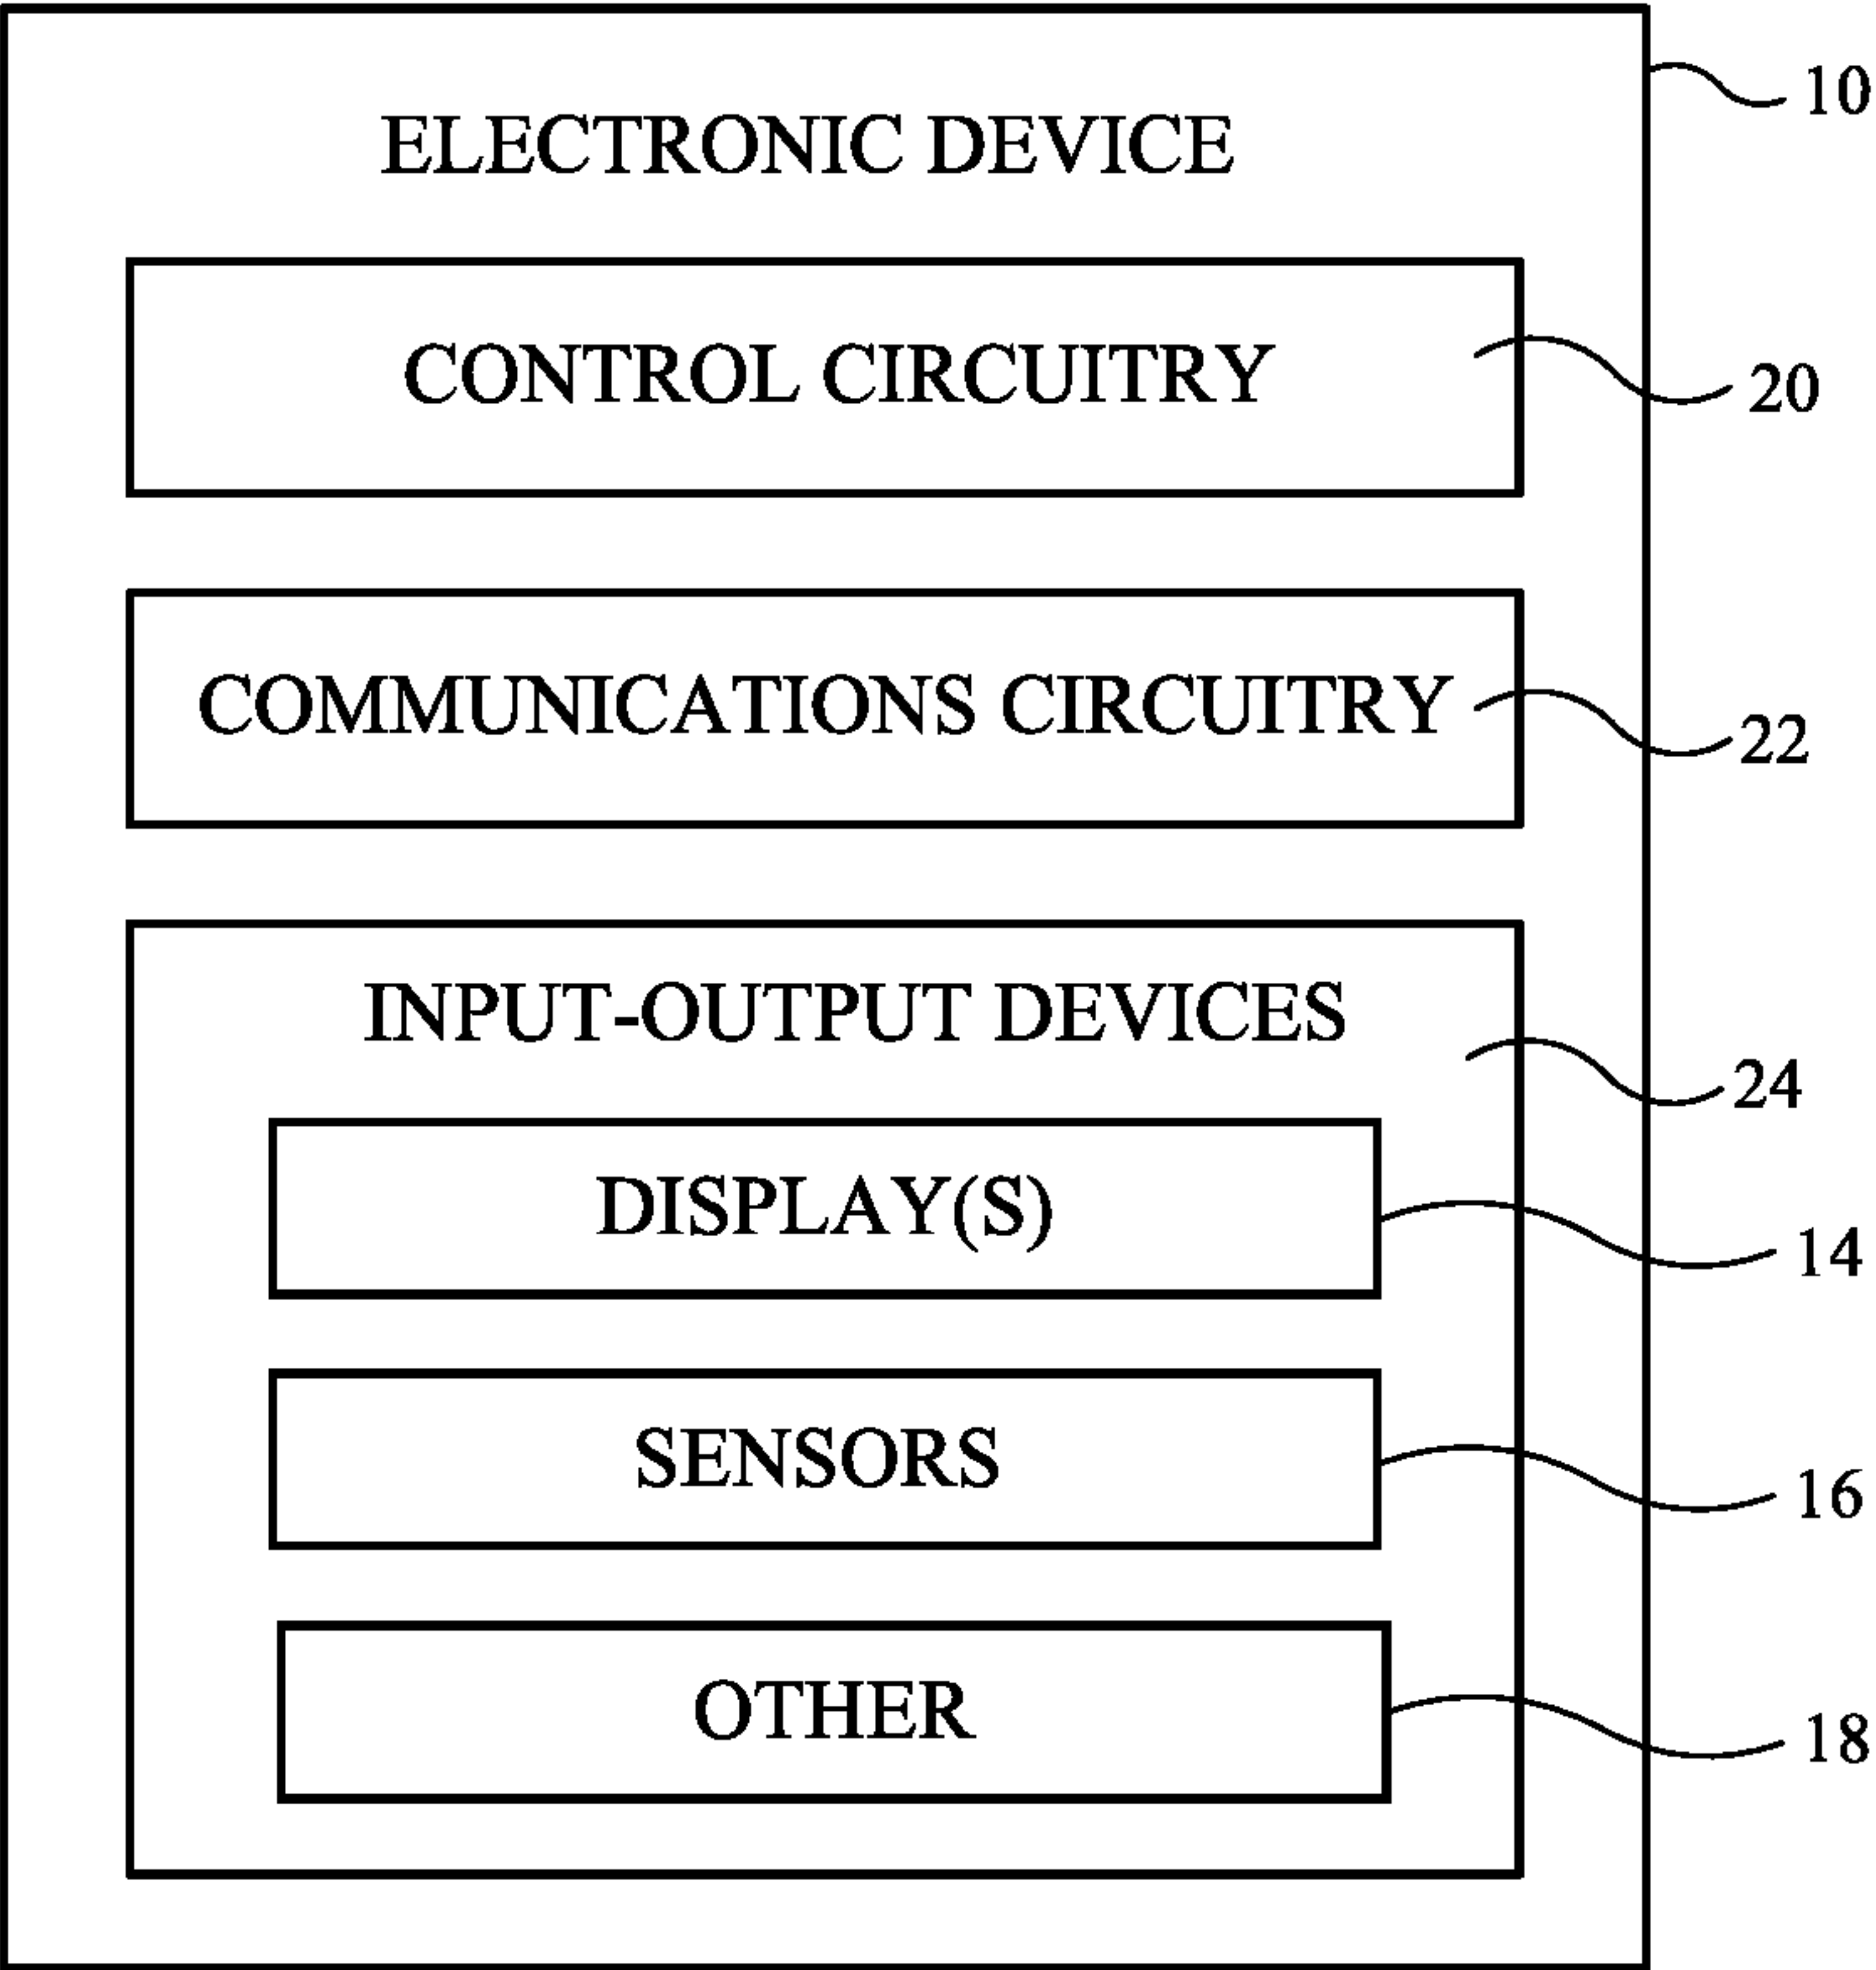 10
ELECTRONIC DEVICE
CONTROL CIRCUITRY
20
COMMUNICATIONS CIRCUITRY
22
INPUT-OUTPUT DEVICES
24
DISPLAY(S)
14
SENSORS
16
OTHER
18